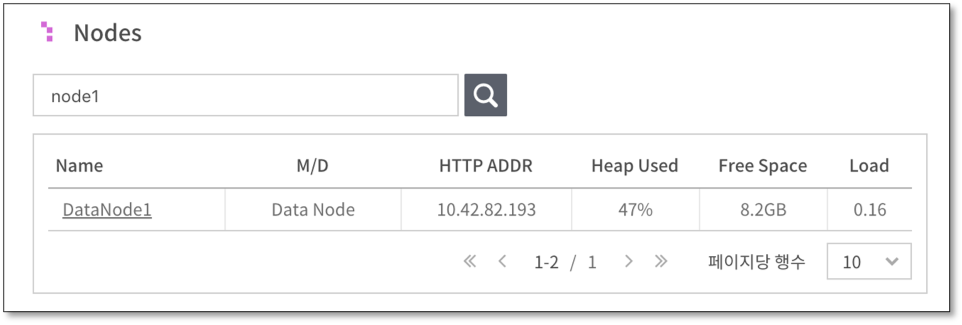 Nodes
node1
Name M/D HTTP ADDR Heap Used Free Space Load
DataNode1 Data Node 10.42.82.193 47% 8.2GB 0.16
1-2 / 1 페이지당 행수 10